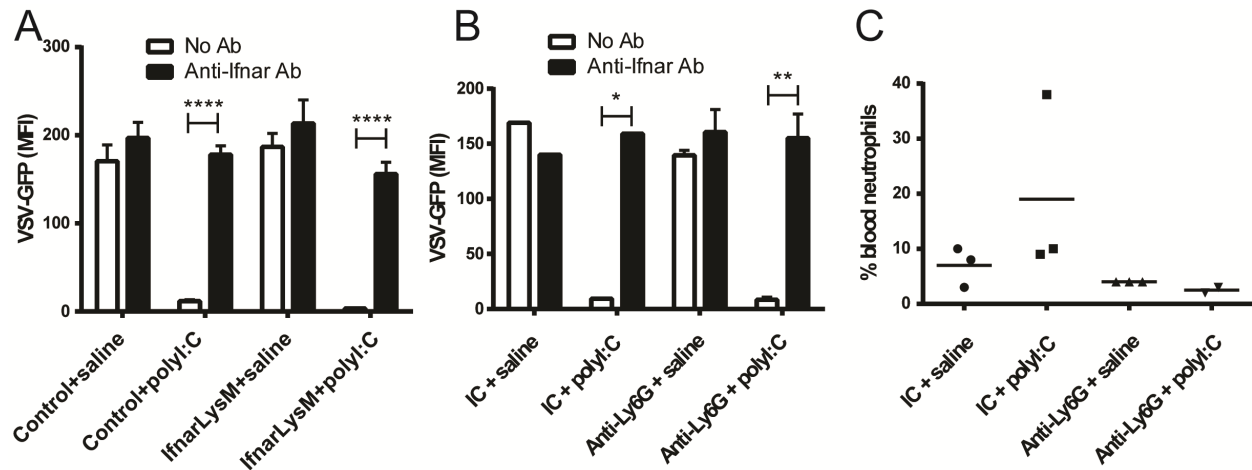 A
VSV-GFP (MFI)
300
200
100
0
No Ab
Anti-Ifnar Ab
****
****
Control+saline
Control+polyI:C
IfnarLysM+saline
IfnarLysM+polyI:C
B
VSV-GFP (MFI)
200
150
100
50
0
No Ab
Anti-Ifnar Ab
*
**
IC + saline
IC + polyI:C
Anti-Ly6G + saline
Anti-Ly6G + polyI:C
C
% blood neutrophils
40
30
20
10
0
IC + saline
IC + polyI:C
Anti-Ly6G + saline
Anti-Ly6G + polyI:C